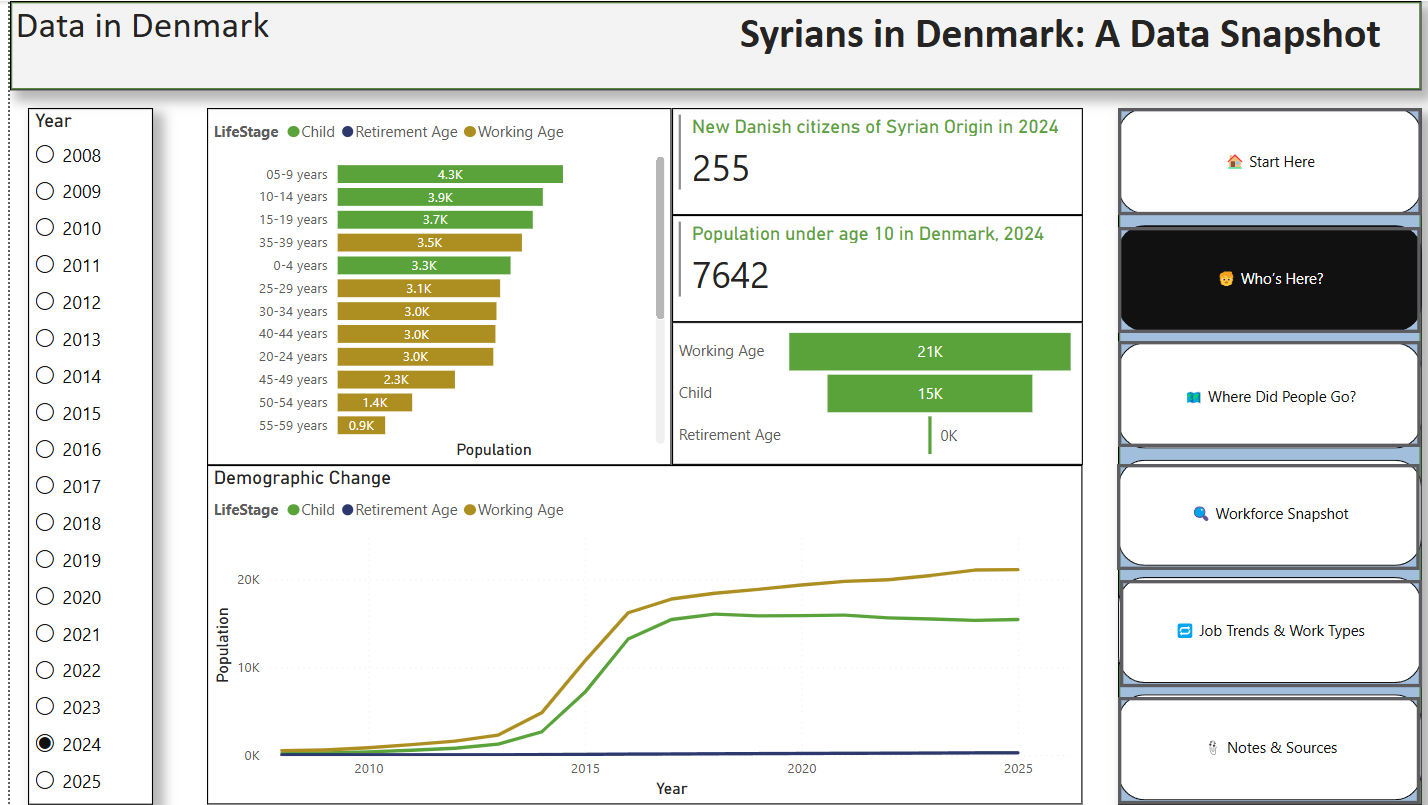 Data in Denmark
Syrians in Denmark: A Data Snapshot
Year
2008
2009
2010
2011
2012
2013
2014
2015
2016
2017
2018
2019
2020
2021
2022
2023
2024
2025
LifeStage Child Retirement Age Working Age
05-9 years 4.3K
10-14 years 3.9K
15-19 years 3.7K
35-39 years 3.5K
0-4 years 3.3K
25-29 years 3.1K
30-34 years 3.0K
40-44 years 3.0K
20-24 years 3.0K
45-49 years 2.3K
50-54 years 1.4K
55-59 years 0.9K
Population
New Danish citizens of Syrian Origin in 2024
255
Population under age 10 in Denmark, 2024
7642
Working Age 21K
Child 15K
Retirement Age 0K
Demographic Change
LifeStage Child Retirement Age Working Age
Population
20K
10K
0K
2010 2015 2020 2025
Year
Start Here
Who's Here?
Where Did People Go?
Workforce Snapshot
Job Trends & Work Types
Notes & Sources